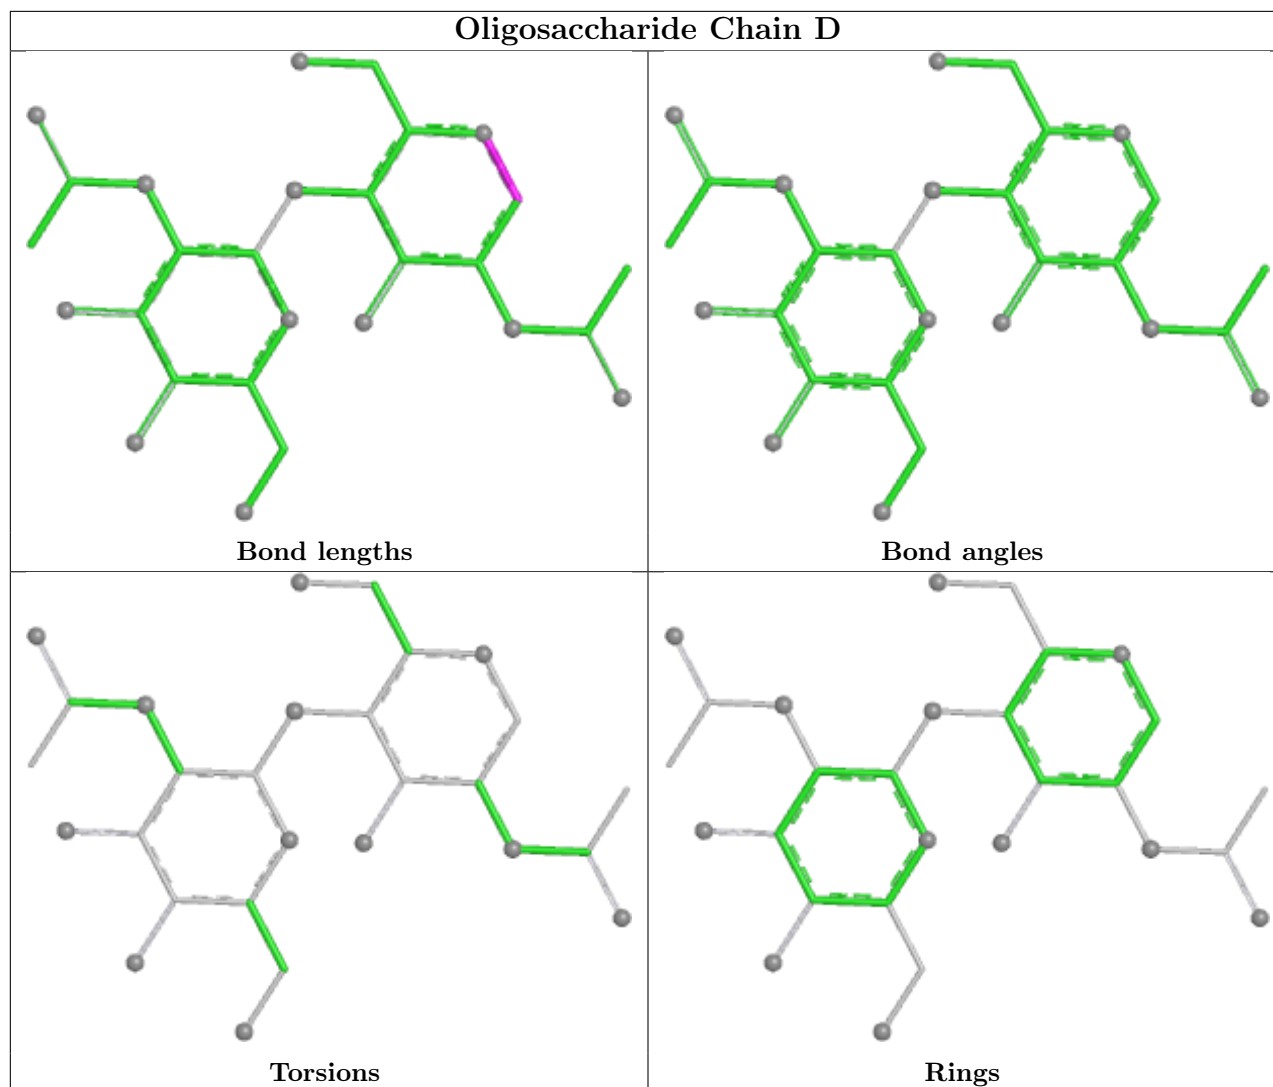 Oligosaccharide Chain D
Bond lengths
Bond angles
Torsions
Rings